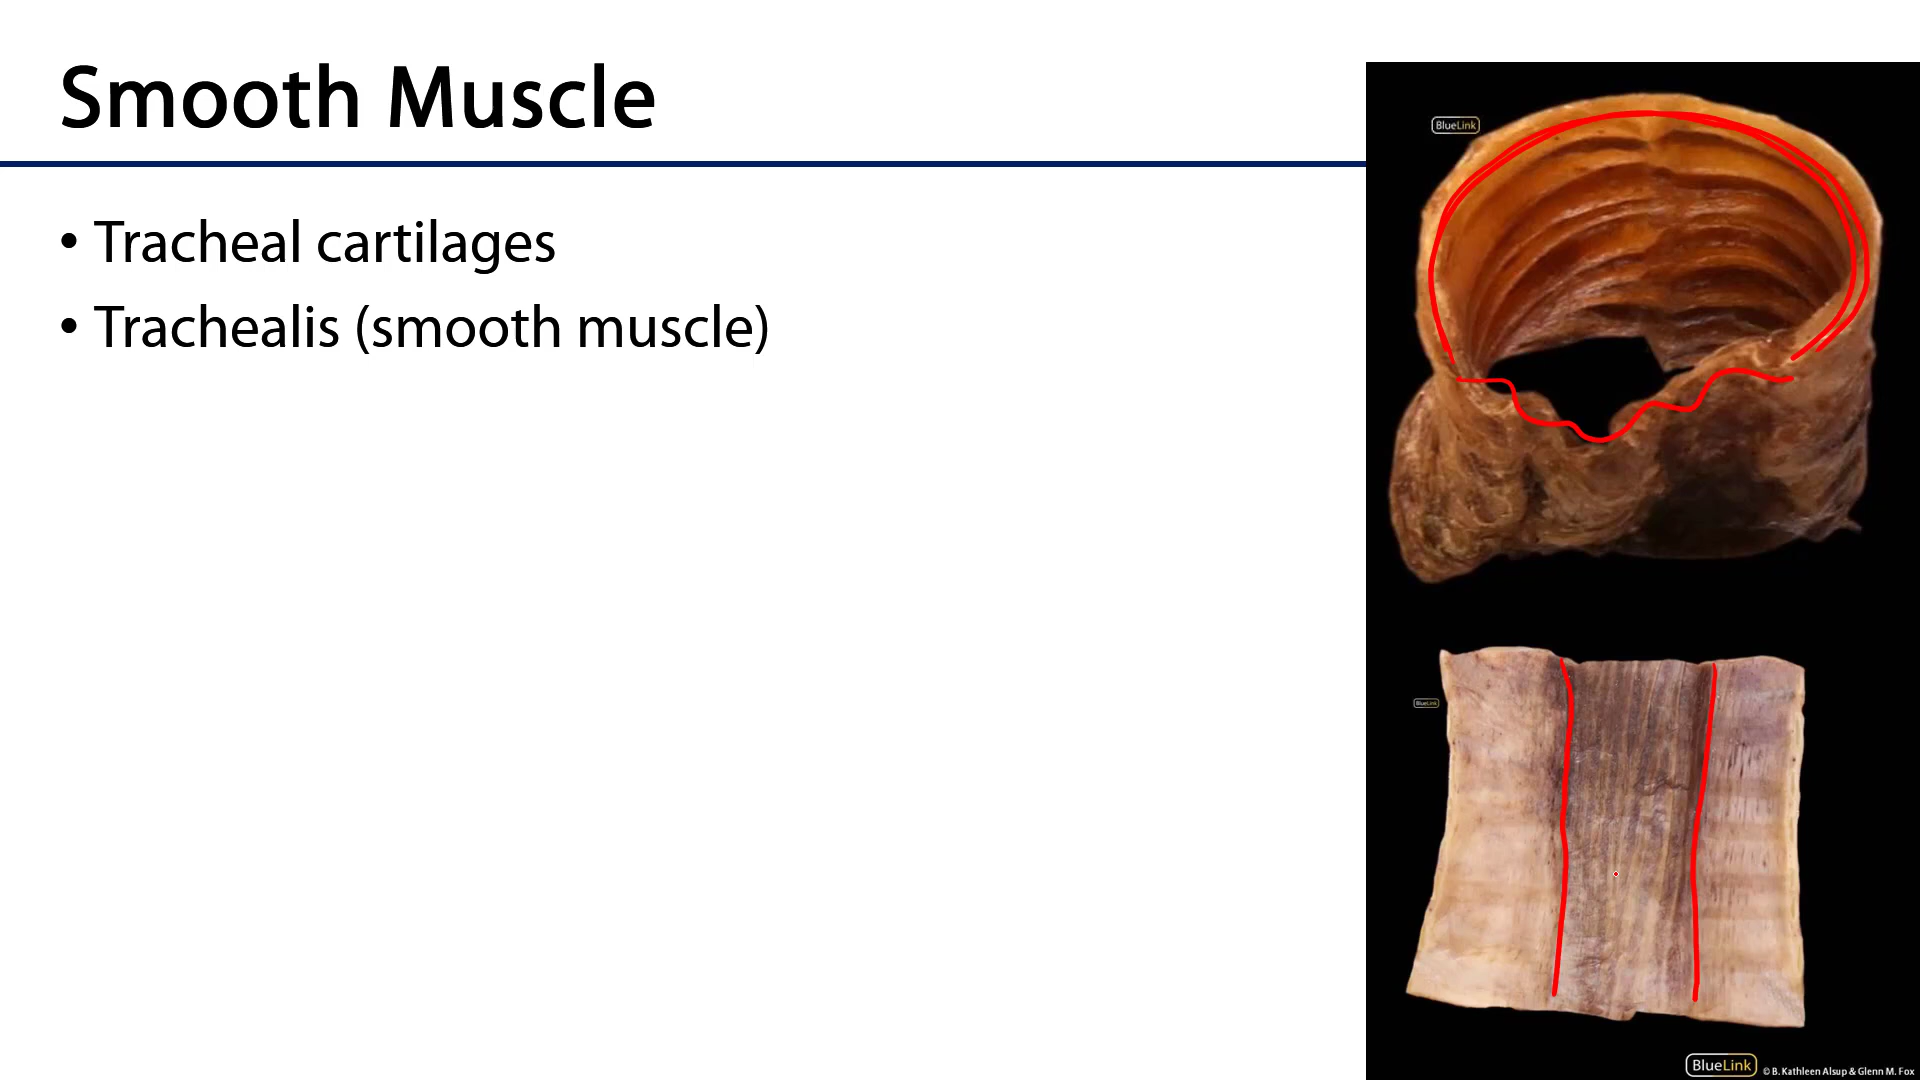 Smooth Muscle
• Tracheal cartilages
• Trachealis (smooth muscle)
BlueLink
BlueLink
BlueLink © B. Kathleen Alsup & Glenn M. Fox